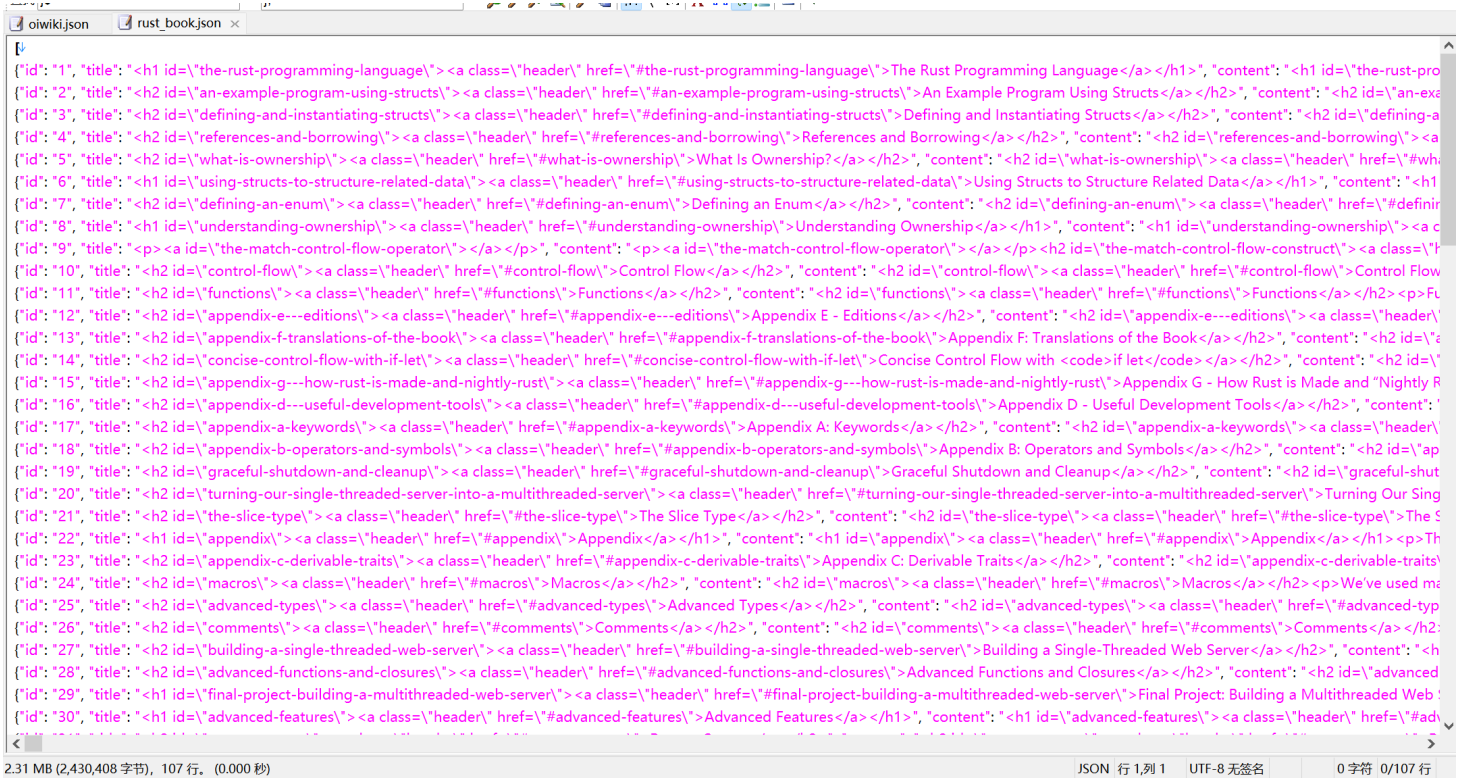 oiwiki.json rust_book.json
[
{"id": "1", "title": "<h1 id=\"the-rust-programming-language\"><a class=\"header\" href=\"#the-rust-programming-language\">The Rust Programming Language</a></h1>", "content": "<h1 id=\"the-rust-pro
{"id": "2", "title": "<h2 id=\"an-example-program-using-structs\"><a class=\"header\" href=\"#an-example-program-using-structs\">An Example Program Using Structs</a></h2>", "content": "<h2 id=\"an-exa
{"id": "3", "title": "<h2 id=\"defining-and-instantiating-structs\"><a class=\"header\" href=\"#defining-and-instantiating-structs\">Defining and Instantiating Structs</a></h2>", "content": "<h2 id=\"defining-a
{"id": "4", "title": "<h2 id=\"references-and-borrowing\"><a class=\"header\" href=\"#references-and-borrowing\">References and Borrowing</a></h2>", "content": "<h2 id=\"references-and-borrowing\"><a
{"id": "5", "title": "<h2 id=\"what-is-ownership\"><a class=\"header\" href=\"#what-is-ownership\">What Is Ownership?</a></h2>", "content": "<h2 id=\"what-is-ownership\"><a class=\"header\" href=\"#wha
{"id": "6", "title": "<h1 id=\"using-structs-to-structure-related-data\"><a class=\"header\" href=\"#using-structs-to-structure-related-data\">Using Structs to Structure Related Data</a></h1>", "content": "<h1
{"id": "7", "title": "<h2 id=\"defining-an-enum\"><a class=\"header\" href=\"#defining-an-enum\">Defining an Enum</a></h2>", "content": "<h2 id=\"defining-an-enum\"><a class=\"header\" href=\"#definin
{"id": "8", "title": "<h1 id=\"understanding-ownership\"><a class=\"header\" href=\"#understanding-ownership\">Understanding Ownership</a></h1>", "content": "<h1 id=\"understanding-ownership\"><a c
{"id": "9", "title": "<p><a id=\"the-match-control-flow-operator\"></a></p>", "content": "<p><a id=\"the-match-control-flow-operator\"></a></p><h2 id=\"the-match-control-flow-construct\"><a class=\"h
{"id": "10", "title": "<h2 id=\"control-flow\"><a class=\"header\" href=\"#control-flow\">Control Flow</a></h2>", "content": "<h2 id=\"control-flow\"><a class=\"header\" href=\"#control-flow\">Control Flow
{"id": "11", "title": "<h2 id=\"functions\"><a class=\"header\" href=\"#functions\">Functions</a></h2>", "content": "<h2 id=\"functions\"><a class=\"header\" href=\"#functions\">Functions</a></h2><p>Fu
{"id": "12", "title": "<h2 id=\"appendix-e---editions\"><a class=\"header\" href=\"#appendix-e---editions\">Appendix E - Editions</a></h2>", "content": "<h2 id=\"appendix-e---editions\"><a class=\"header\"
{"id": "13", "title": "<h2 id=\"appendix-f-translations-of-the-book\"><a class=\"header\" href=\"#appendix-f-translations-of-the-book\">Appendix F: Translations of the Book</a></h2>", "content": "<h2 id=\"a
{"id": "14", "title": "<h2 id=\"concise-control-flow-with-if-let\"><a class=\"header\" href=\"#concise-control-flow-with-if-let\">Concise Control Flow with <code>if let</code></a></h2>", "content": "<h2 id=\"
{"id": "15", "title": "<h2 id=\"appendix-g---how-rust-is-made-and-nightly-rust\"><a class=\"header\" href=\"#appendix-g---how-rust-is-made-and-nightly-rust\">Appendix G - How Rust is Made and “Nightly R
{"id": "16", "title": "<h2 id=\"appendix-d---useful-development-tools\"><a class=\"header\" href=\"#appendix-d---useful-development-tools\">Appendix D - Useful Development Tools</a></h2>", "content": "
{"id": "17", "title": "<h2 id=\"appendix-a-keywords\"><a class=\"header\" href=\"#appendix-a-keywords\">Appendix A: Keywords</a></h2>", "content": "<h2 id=\"appendix-a-keywords\"><a class=\"header\"
{"id": "18", "title": "<h2 id=\"appendix-b-operators-and-symbols\"><a class=\"header\" href=\"#appendix-b-operators-and-symbols\">Appendix B: Operators and Symbols</a></h2>", "content": "<h2 id=\"ap
{"id": "19", "title": "<h2 id=\"graceful-shutdown-and-cleanup\"><a class=\"header\" href=\"#graceful-shutdown-and-cleanup\">Graceful Shutdown and Cleanup</a></h2>", "content": "<h2 id=\"graceful-shut
{"id": "20", "title": "<h2 id=\"turning-our-single-threaded-server-into-a-multithreaded-server\"><a class=\"header\" href=\"#turning-our-single-threaded-server-into-a-multithreaded-server\">Turning Our Sing
{"id": "21", "title": "<h2 id=\"the-slice-type\"><a class=\"header\" href=\"#the-slice-type\">The Slice Type</a></h2>", "content": "<h2 id=\"the-slice-type\"><a class=\"header\" href=\"#the-slice-type\">The S
{"id": "22", "title": "<h1 id=\"appendix\"><a class=\"header\" href=\"#appendix\">Appendix</a></h1>", "content": "<h1 id=\"appendix\"><a class=\"header\" href=\"#appendix\">Appendix</a></h1><p>Th
{"id": "23", "title": "<h2 id=\"appendix-c-derivable-traits\"><a class=\"header\" href=\"#appendix-c-derivable-traits\">Appendix C: Derivable Traits</a></h2>", "content": "<h2 id=\"appendix-c-derivable-traits\"
{"id": "24", "title": "<h2 id=\"macros\"><a class=\"header\" href=\"#macros\">Macros</a></h2>", "content": "<h2 id=\"macros\"><a class=\"header\" href=\"#macros\">Macros</a></h2><p>We’ve used ma
{"id": "25", "title": "<h2 id=\"advanced-types\"><a class=\"header\" href=\"#advanced-types\">Advanced Types</a></h2>", "content": "<h2 id=\"advanced-types\"><a class=\"header\" href=\"#advanced-typ
{"id": "26", "title": "<h2 id=\"comments\"><a class=\"header\" href=\"#comments\">Comments</a></h2>", "content": "<h2 id=\"comments\"><a class=\"header\" href=\"#comments\">Comments</a></h2>
{"id": "27", "title": "<h2 id=\"building-a-single-threaded-web-server\"><a class=\"header\" href=\"#building-a-single-threaded-web-server\">Building a Single-Threaded Web Server</a></h2>", "content": "<h
{"id": "28", "title": "<h2 id=\"advanced-functions-and-closures\"><a class=\"header\" href=\"#advanced-functions-and-closures\">Advanced Functions and Closures</a></h2>", "content": "<h2 id=\"advanced
{"id": "29", "title": "<h1 id=\"final-project-building-a-multithreaded-web-server\"><a class=\"header\" href=\"#final-project-building-a-multithreaded-web-server\">Final Project: Building a Multithreaded Web S
{"id": "30", "title": "<h1 id=\"advanced-features\"><a class=\"header\" href=\"#advanced-features\">Advanced Features</a></h1>", "content": "<h1 id=\"advanced-features\"><a class=\"header\" href=\"#adv
2.31 MB (2,430,408 字节)，107 行。 (0.000 秒) JSON 行 1,列 1 UTF-8 无签名 0 字符 0/107 行